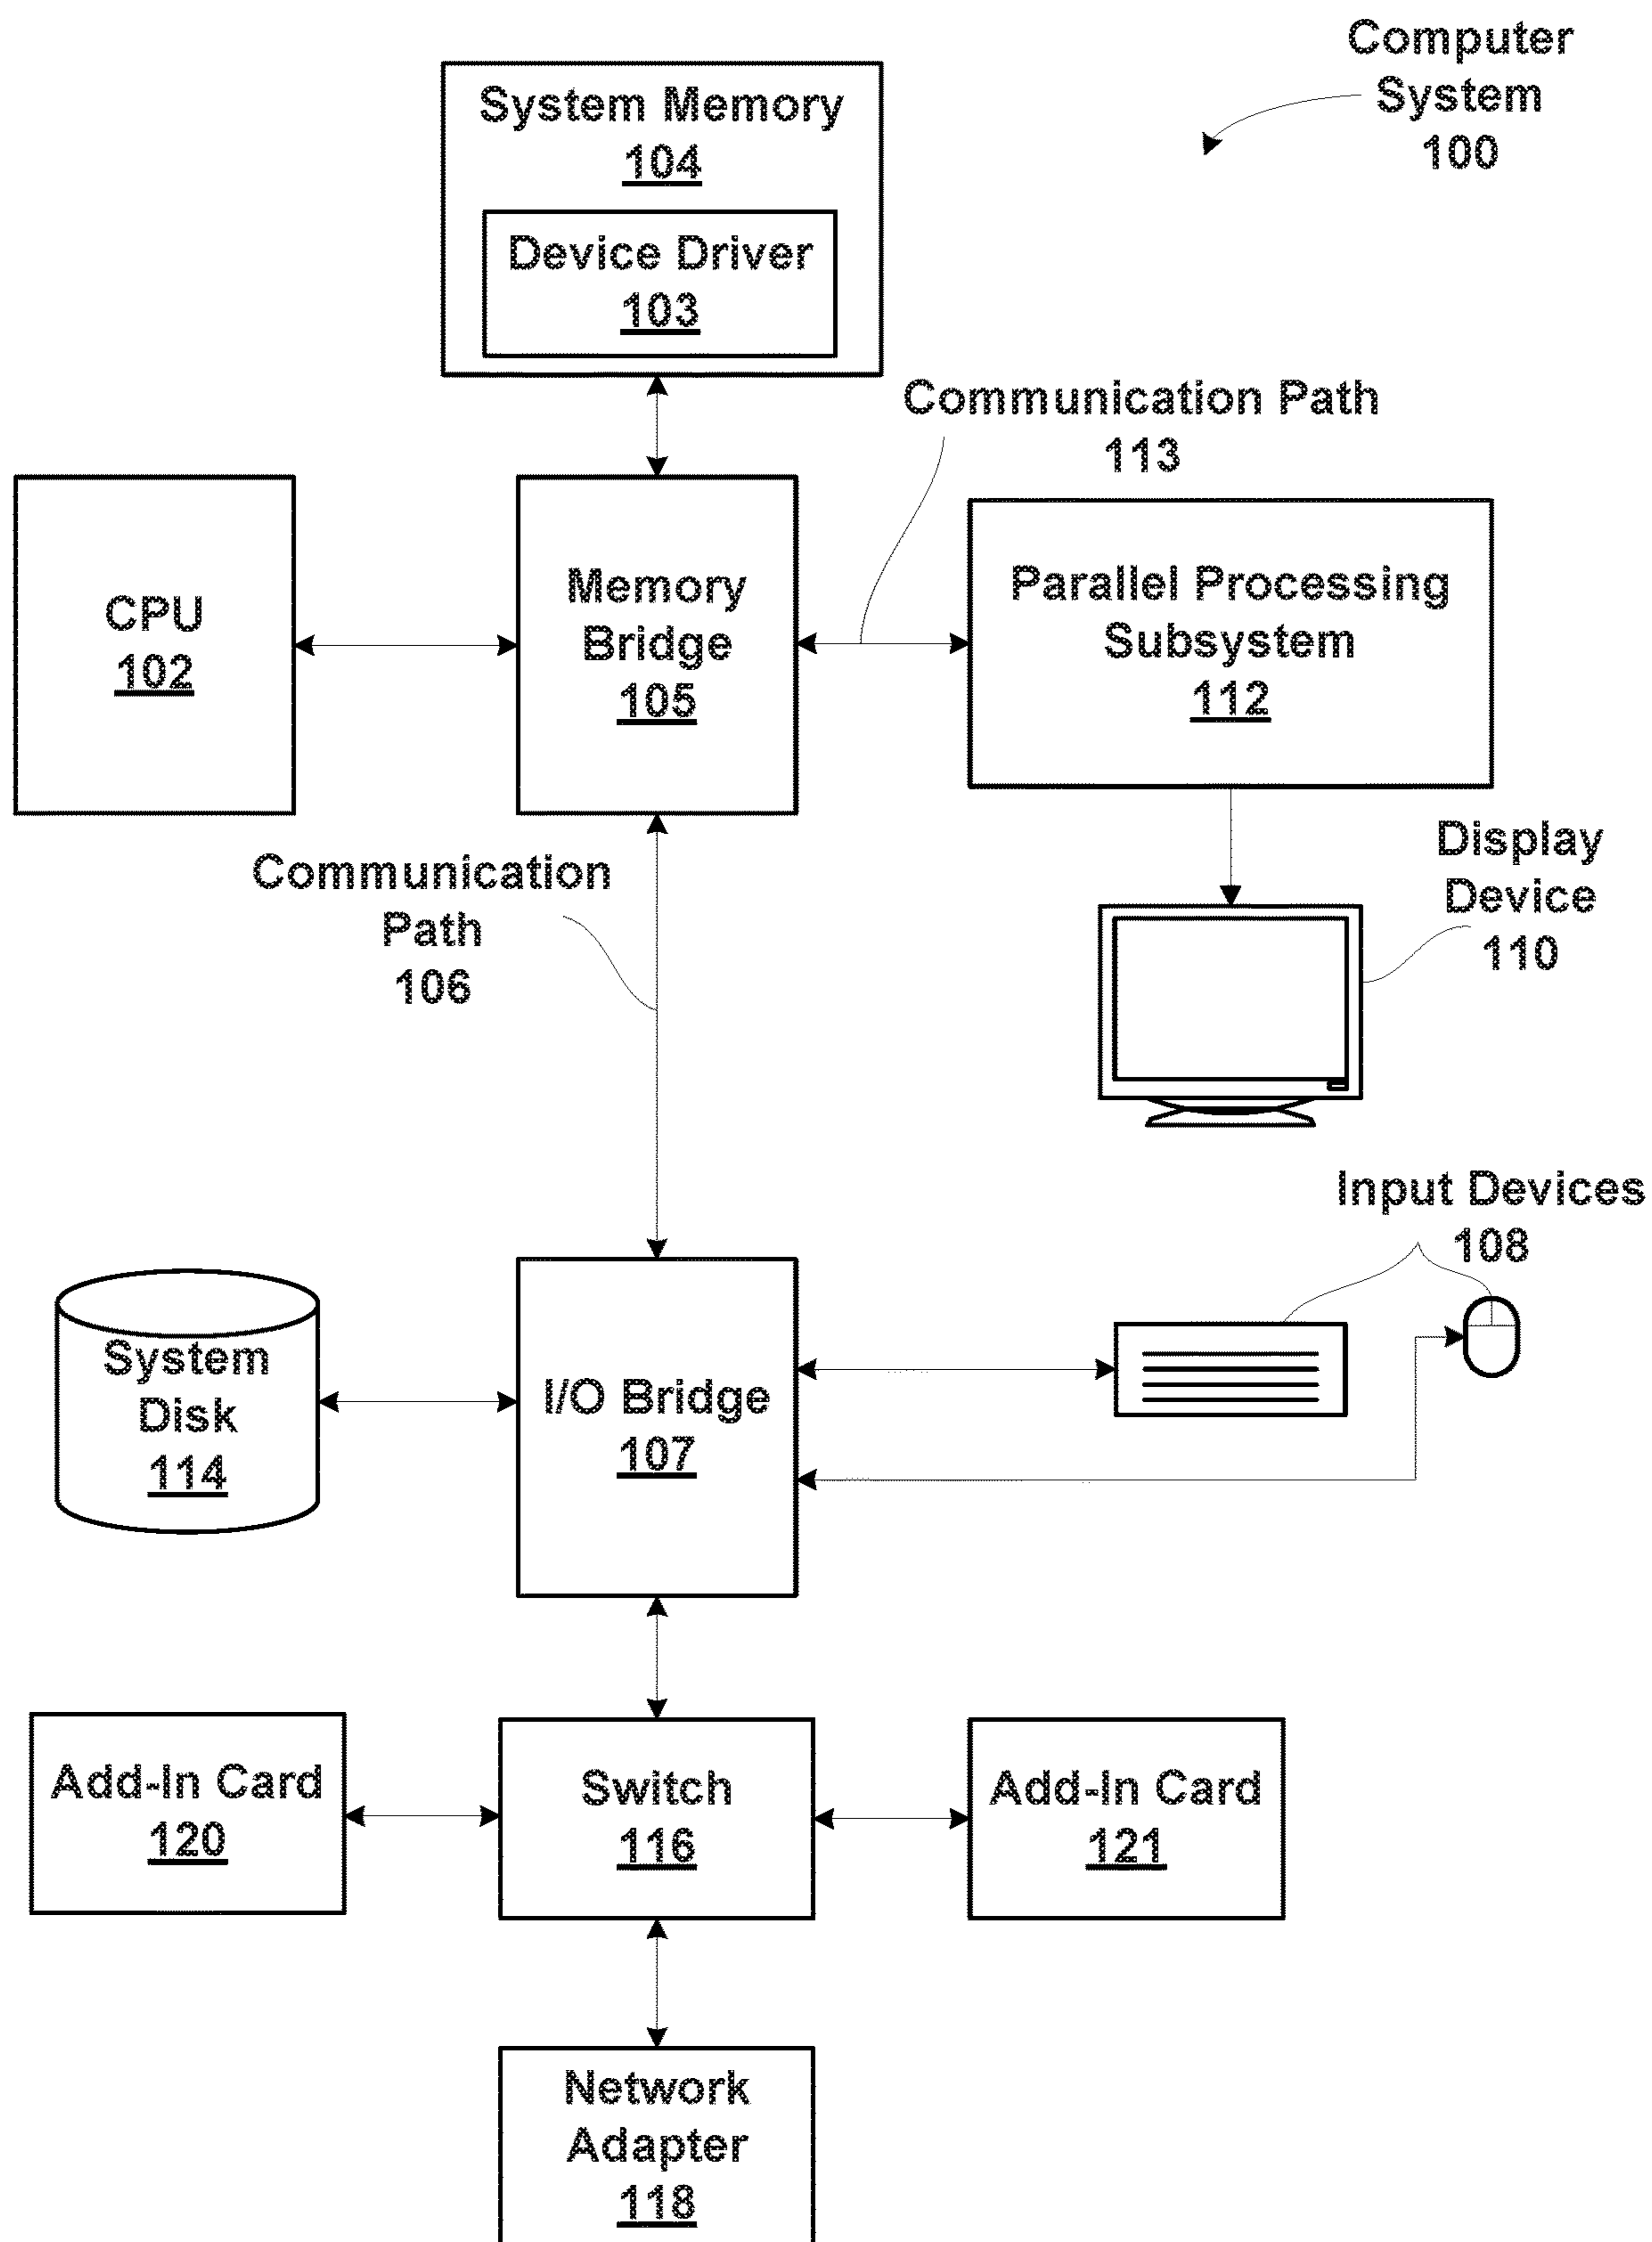 Computer
System
100
System Memory
104
Device Driver
103
Communication Path
113
CPU
102
Memory
Bridge
105
Parallel Processing
Subsystem
112
Communication
Path
106
Display
Device
110
Input Devices
108
System
Disk
114
I/O Bridge
107
Add-In Card
120
Switch
116
Add-In Card
121
Network
Adapter
118